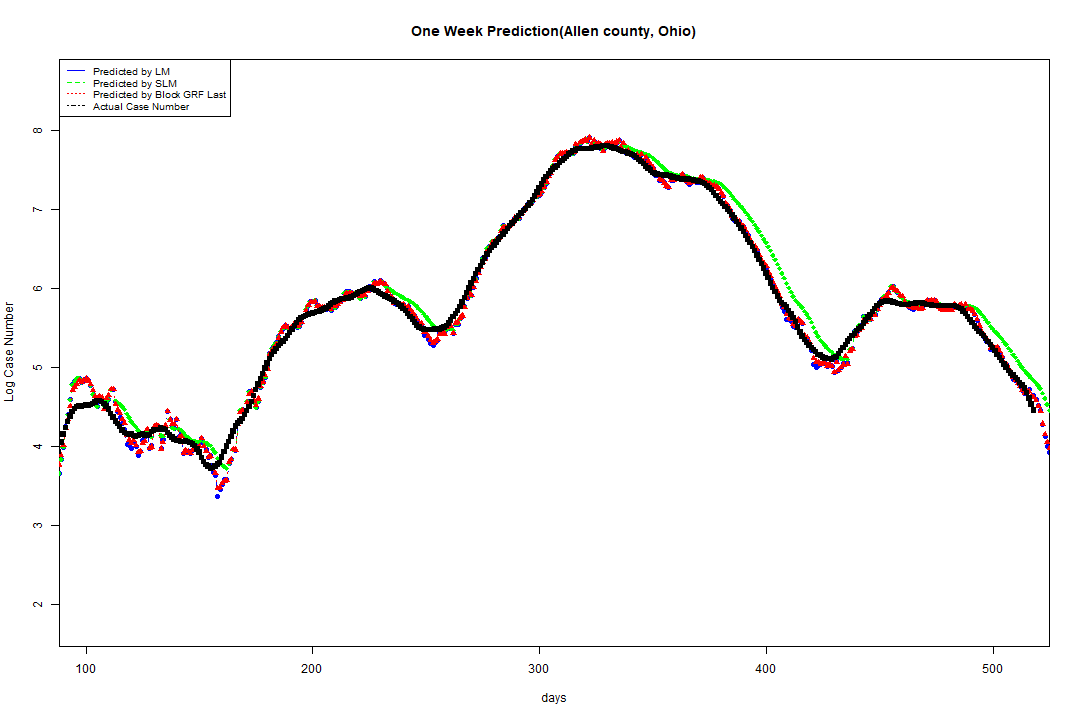 One Week Prediction(Allen county, Ohio)
Predicted by LM
Predicted by SLM
Predicted by Block GRF Last
Actual Case Number
Log Case Number
8
7
6
5
4
3
2
100 200 300 400 500
days